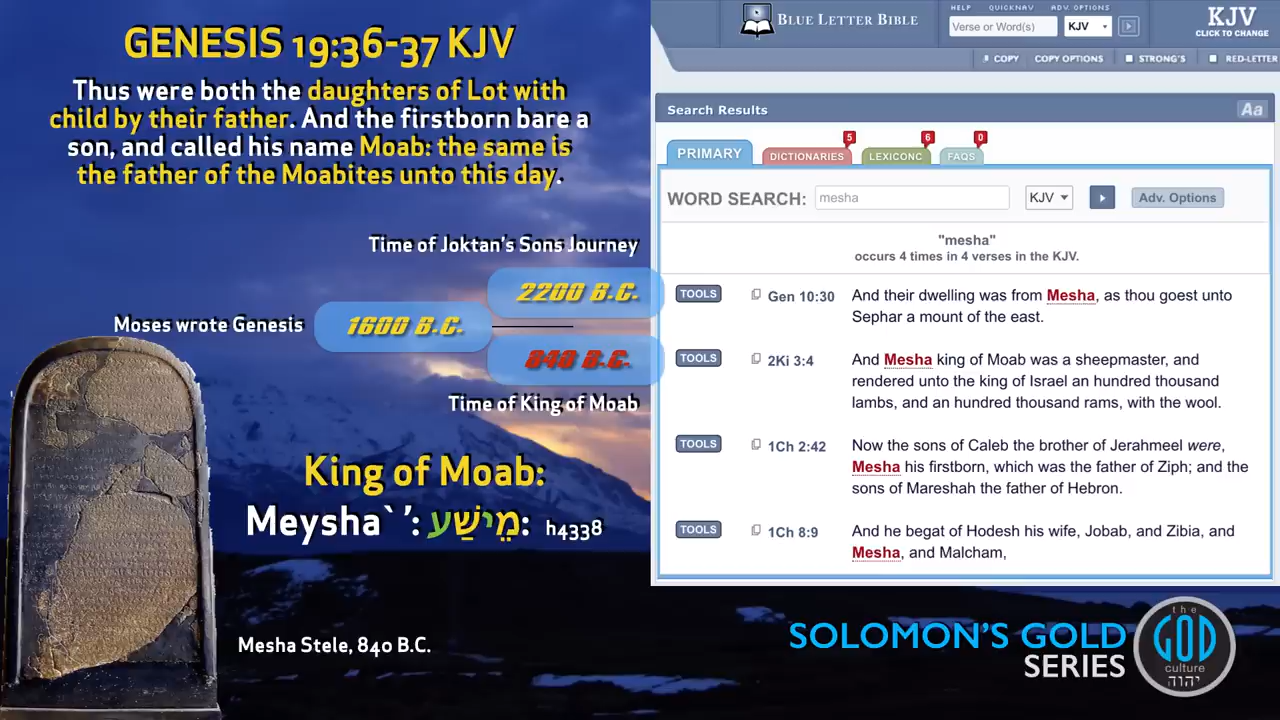 GENESIS 19:36-37 KJV
Thus were both the daughters of Lot with
child by their father. And the firstborn bare a
son, and called his name Moab: the same is
the father of the Moabites unto this day.
Time of Joktan's Sons Journey
2200 B.C.
Moses wrote Genesis
1600 B.C.
840 B.C.
Time of King of Moab
King of Moab:
Meysha`': מֵישַׁע: h4338
Mesha Stele, 840 B.C.
BLUE LETTER BIBLE
HELP QUICKNAV ADV. OPTIONS
Verse or Word(s) KJV
KJV
CLICK TO CHANGE
COPY COPY OPTIONS STRONG'S RED-LETTER
Search Results Aa
5 6 0
PRIMARY DICTIONARIES LEXICONC FAQS
WORD SEARCH: mesha KJV Adv. Options
"mesha"
occurs 4 times in 4 verses in the KJV.
TOOLS Gen 10:30 And their dwelling was from Mesha, as thou goest unto
Sephar a mount of the east.
TOOLS 2Ki 3:4 And Mesha king of Moab was a sheepmaster, and
rendered unto the king of Israel an hundred thousand
lambs, and an hundred thousand rams, with the wool.
TOOLS 1Ch 2:42 Now the sons of Caleb the brother of Jerahmeel were,
Mesha his firstborn, which was the father of Ziph; and the
sons of Mareshah the father of Hebron.
TOOLS 1Ch 8:9 And he begat of Hodesh his wife, Jobab, and Zibia, and
Mesha, and Malcham,
SOLOMON'S GOLD
SERIES
the
GOD
culture
יהוה